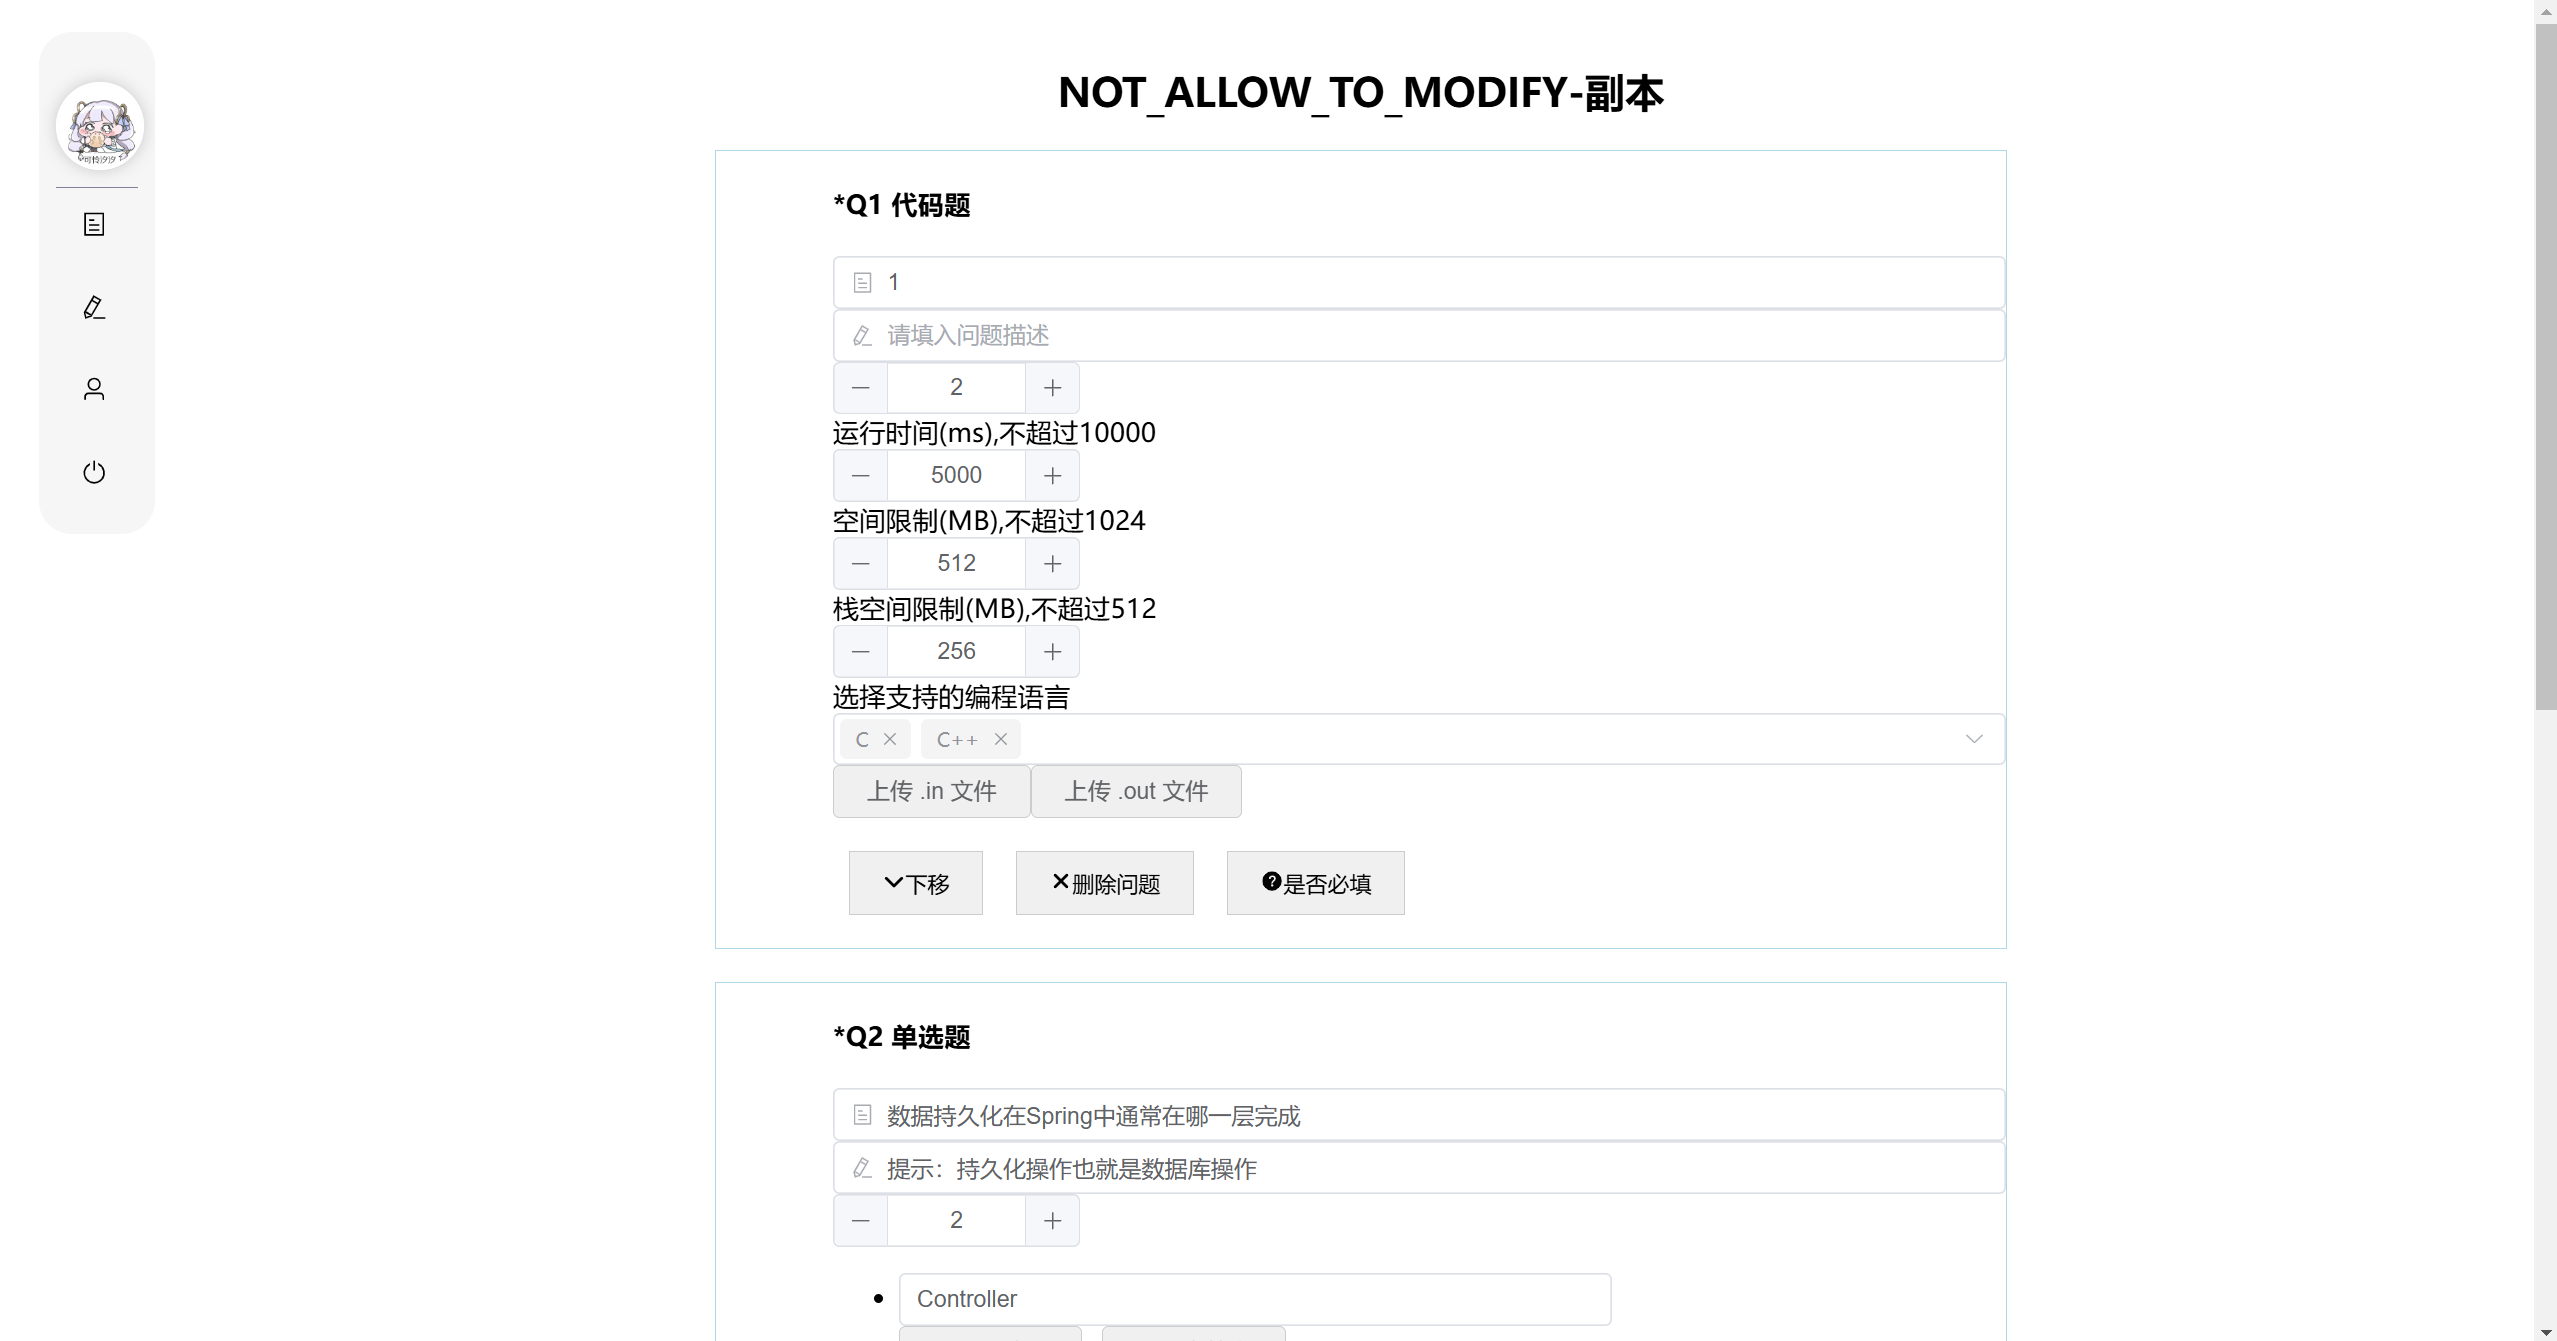 NOT_ALLOW_TO_MODIFY-副本
*Q1 代码题
1
请填入问题描述
2
运行时间(ms),不超过10000
5000
空间限制(MB),不超过1024
512
栈空间限制(MB),不超过512
256
选择支持的编程语言
C C++
上传 .in 文件 上传 .out 文件
下移 删除问题 是否必填
*Q2 单选题
数据持久化在Spring中通常在哪一层完成
提示：持久化操作也就是数据库操作
2
Controller